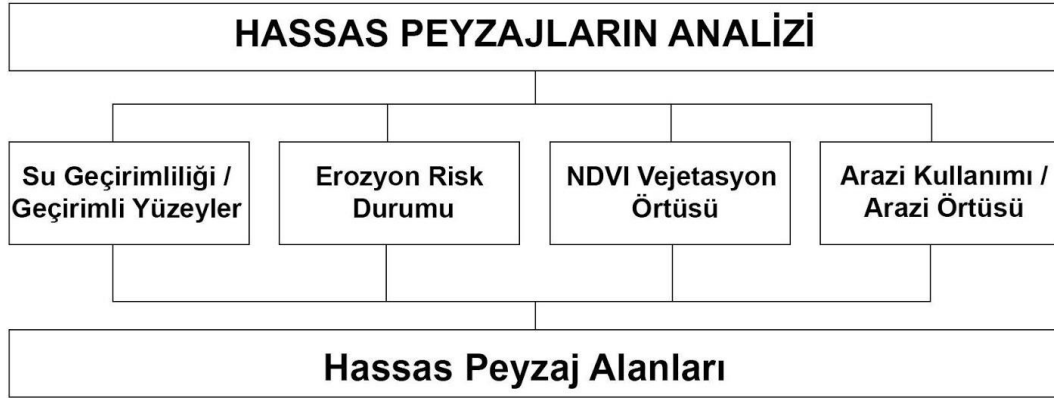 HASSAS PEYZAJLARIN ANALİZİ
Su Geçirimliliği /
Geçirimli Yüzeyler
Erozyon Risk
Durumu
NDVI Vejetasyon
Örtüsü
Arazi Kullanımı /
Arazi Örtüsü
Hassas Peyzaj Alanları